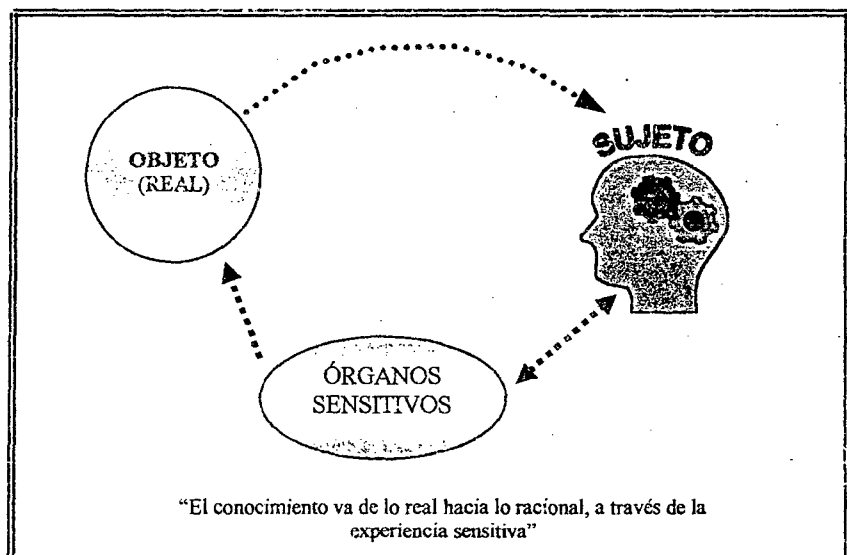 OBJETO
(REAL)
SUJETO
ÓRGANOS
SENSITIVOS
“El conocimiento va de lo real hacia lo racional, a través de la
experiencia sensitiva”